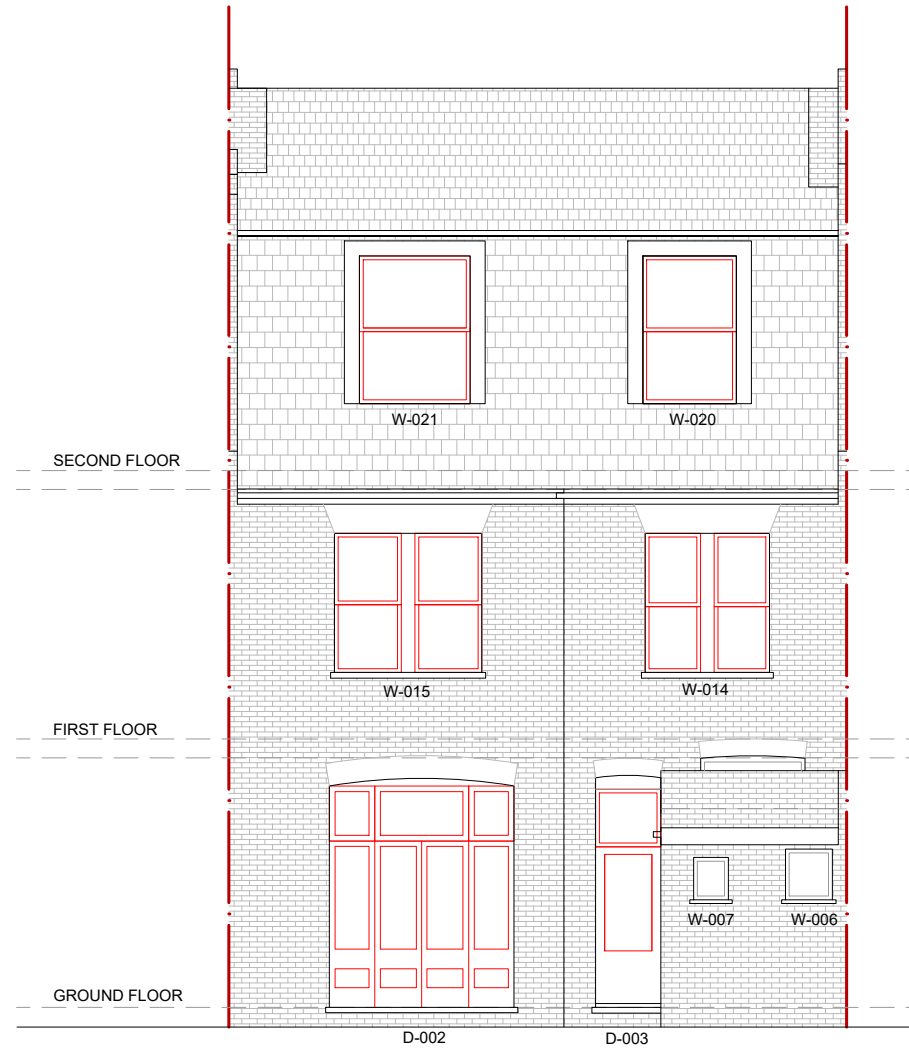 W-021
W-020
SECOND FLOOR
W-015
W-014
FIRST FLOOR
W-007
W-006
GROUND FLOOR
D-002
D-003